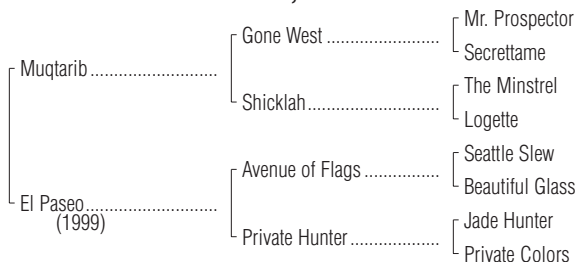 Mr. Prospector
Gone West
Secrettame
Muqtarib
The Minstrel
Shicklah
Logette
Seattle Slew
Avenue of Flags
Beautiful Glass
El Paseo
(1999)
Jade Hunter
Private Hunter
Private Colors